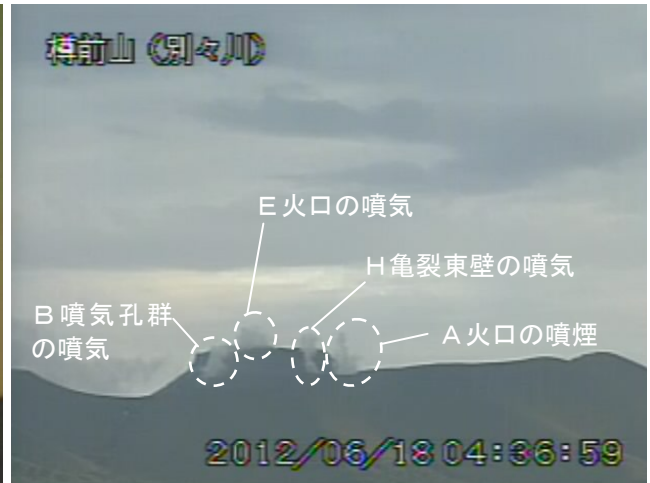 樽前山（別々川）
Ｅ火口の噴気
Ｈ亀裂東壁の噴気
Ｂ噴気孔群
の噴気
Ａ火口の噴煙
2012/06/18 04:36:59